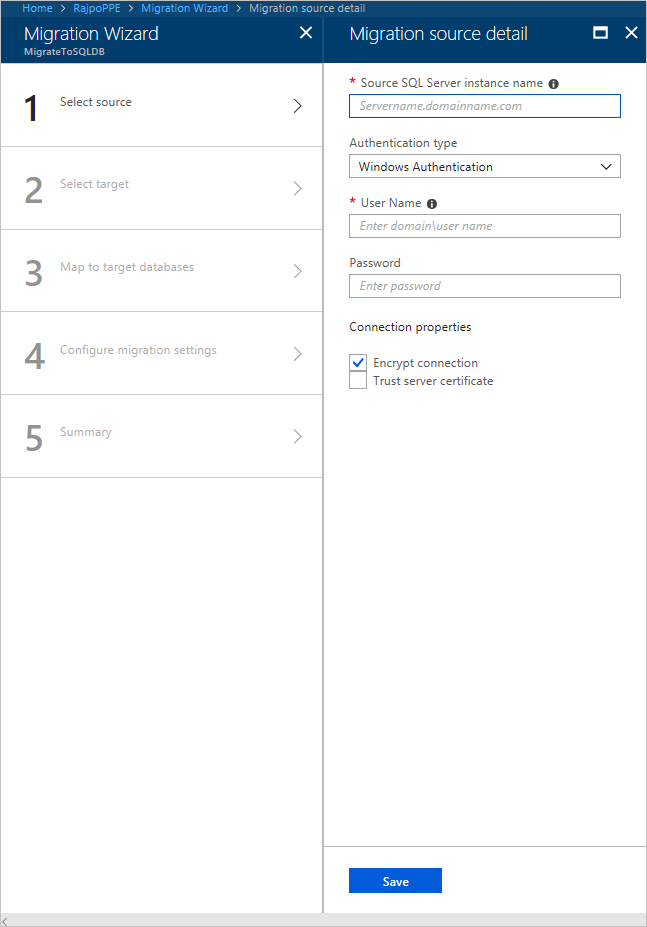 Home > RajpoPPE > Migration Wizard > Migration source detail
Migration Wizard
MigrateToSQLDB
1 Select source
2 Select target
3 Map to target databases
4 Configure migration settings
5 Summary
Migration source detail
* Source SQL Server instance name
Servername.domainname.com
Authentication type
Windows Authentication
* User Name
Enter domain\user name
Password
Enter password
Connection properties
Encrypt connection
Trust server certificate
Save